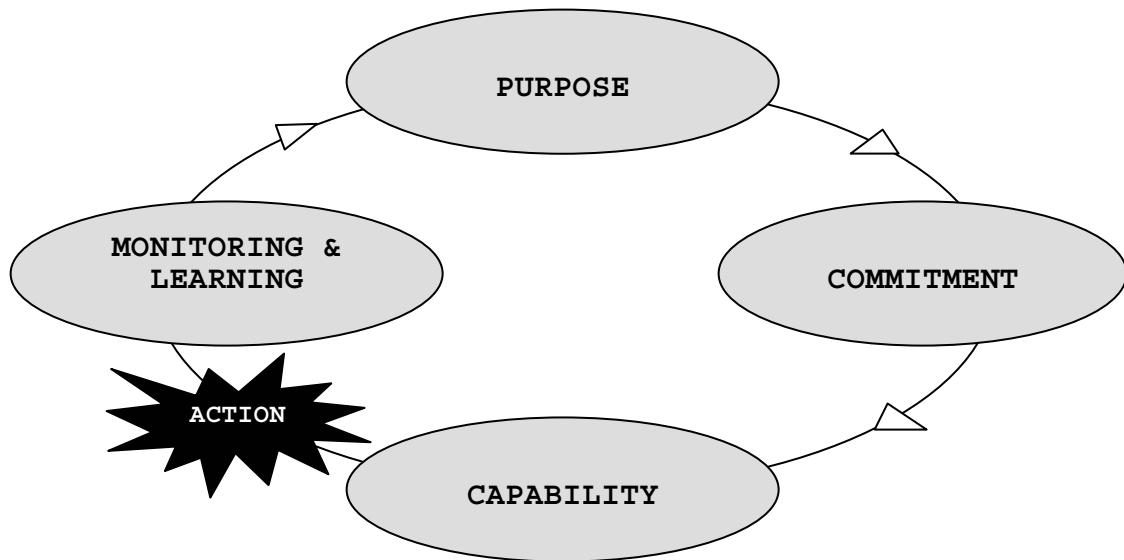 PURPOSE
MONITORING &
LEARNING
COMMITMENT
ACTION
CAPABILITY